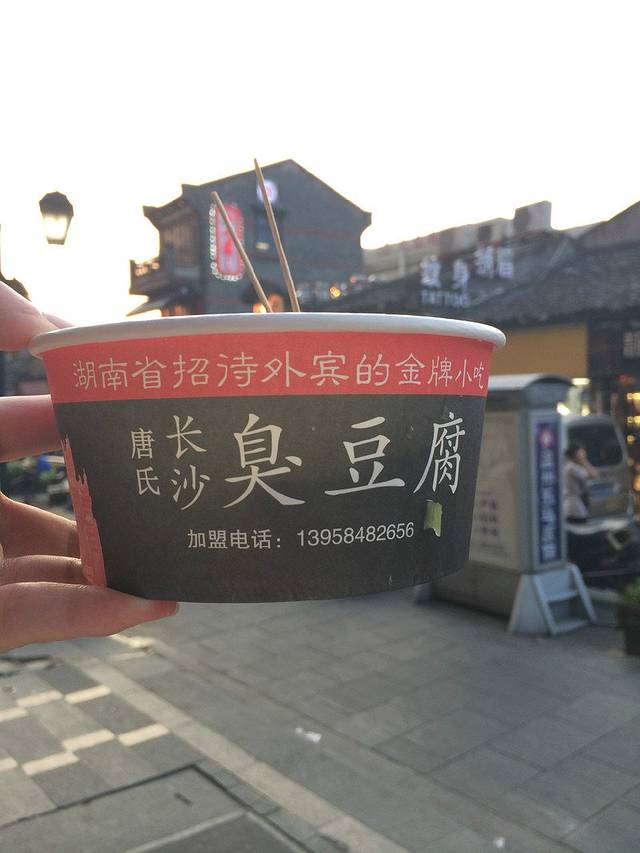 湖南省招待外宾的金牌小吃
唐氏
长沙
臭豆腐
加盟电话：13958482656
纹身
TATTOO